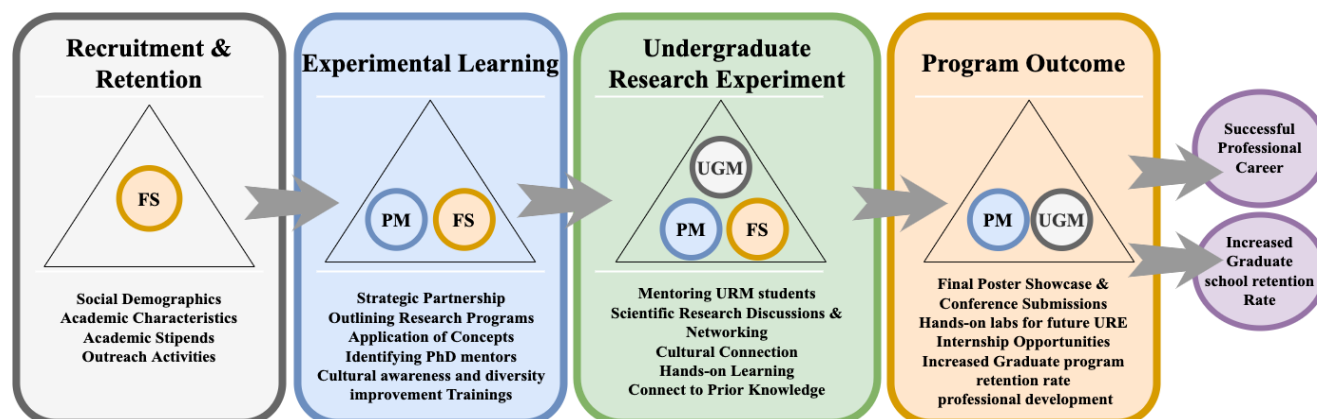 Recruitment &
Retention
FS
Social Demographics
Academic Characteristics
Academic Stipends
Outreach Activities
Experimental Learning
PM
FS
Strategic Partnership
Outlining Research Programs
Application of Concepts
Identifying PhD mentors
Cultural awareness and diversity
improvement Trainings
Undergraduate
Research Experiment
UGM
PM
FS
Mentoring URM students
Scientific Research Discussions &
Networking
Cultural Connection
Hands-on Learning
Connect to Prior Knowledge
Program Outcome
PM
UGM
Final Poster Showcase &
Conference Submissions
Hands-on labs for future URE
Internship Opportunities
Increased Graduate program
retention rate
professional development
Successful
Professional
Career
Increased
Graduate
school retention
Rate